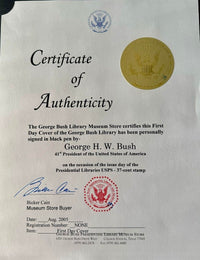 Certificate
of
Authenticity
The George Bush Library Museum Store certifies this First
Day Cover of the George Bush Library has been personally
signed in black pen by
George H. W. Bush
41st President of the United States of America
on the occasion of the issue day of the
Presidential Libraries USPS - 37-cent stamp
Bisker Cain
Museum Store Buyer
Date: Aug. 2005
Registration Number: NONE
Item: First Day Cover